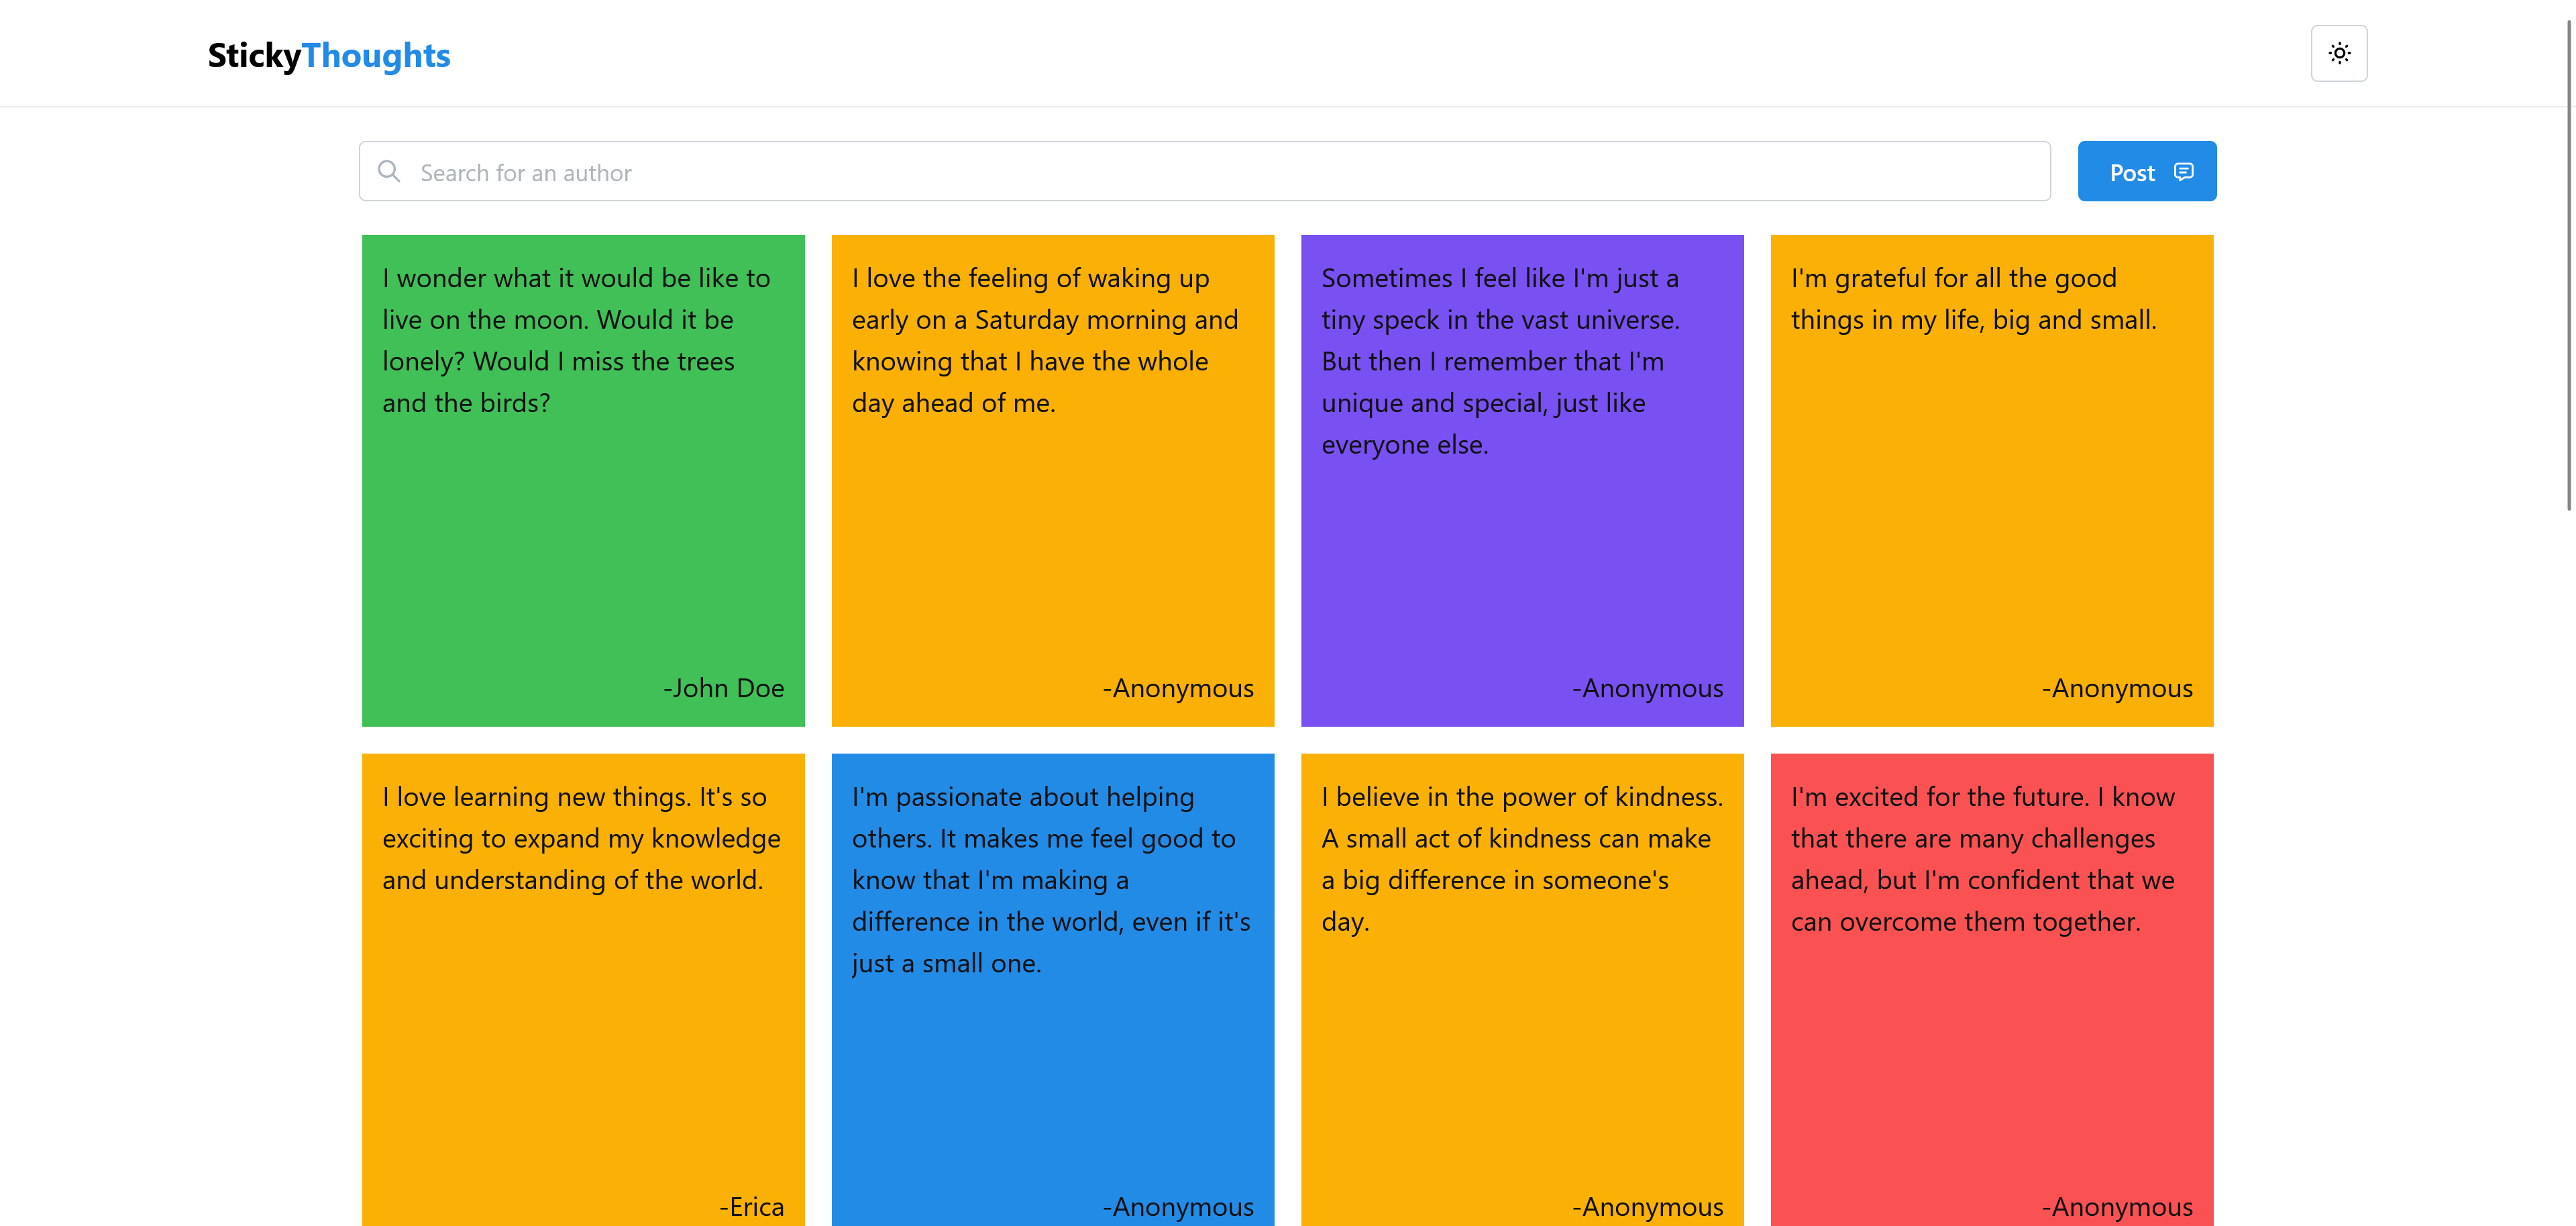 StickyThoughts
Search for an author
Post
I wonder what it would be like to
live on the moon. Would it be
lonely? Would I miss the trees
and the birds?
-John Doe
I love the feeling of waking up
early on a Saturday morning and
knowing that I have the whole
day ahead of me.
-Anonymous
Sometimes I feel like I'm just a
tiny speck in the vast universe.
But then I remember that I'm
unique and special, just like
everyone else.
-Anonymous
I'm grateful for all the good
things in my life, big and small.
-Anonymous
I love learning new things. It's so
exciting to expand my knowledge
and understanding of the world.
-Erica
I'm passionate about helping
others. It makes me feel good to
know that I'm making a
difference in the world, even if it's
just a small one.
-Anonymous
I believe in the power of kindness.
A small act of kindness can make
a big difference in someone's
day.
-Anonymous
I'm excited for the future. I know
that there are many challenges
ahead, but I'm confident that we
can overcome them together.
-Anonymous